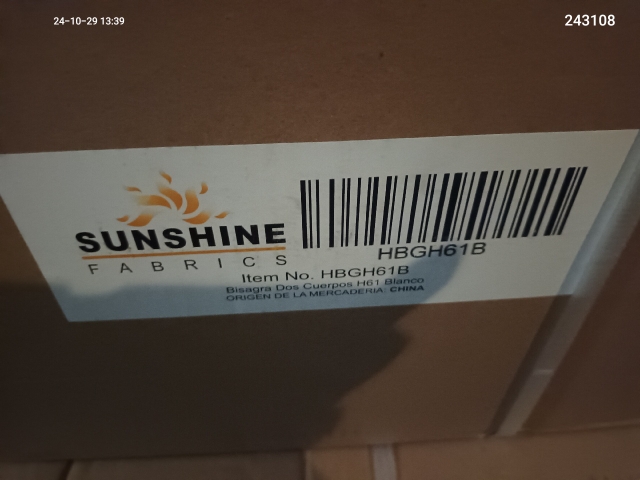 24-10-29 13:39
243108
SUNSHINE
FABRICS
HBGH61B
Item No. HBGH61B
Bisagra Dos Cuerpos H61 Blanco
ORIGEN DE LA MERCADERIA: CHINA